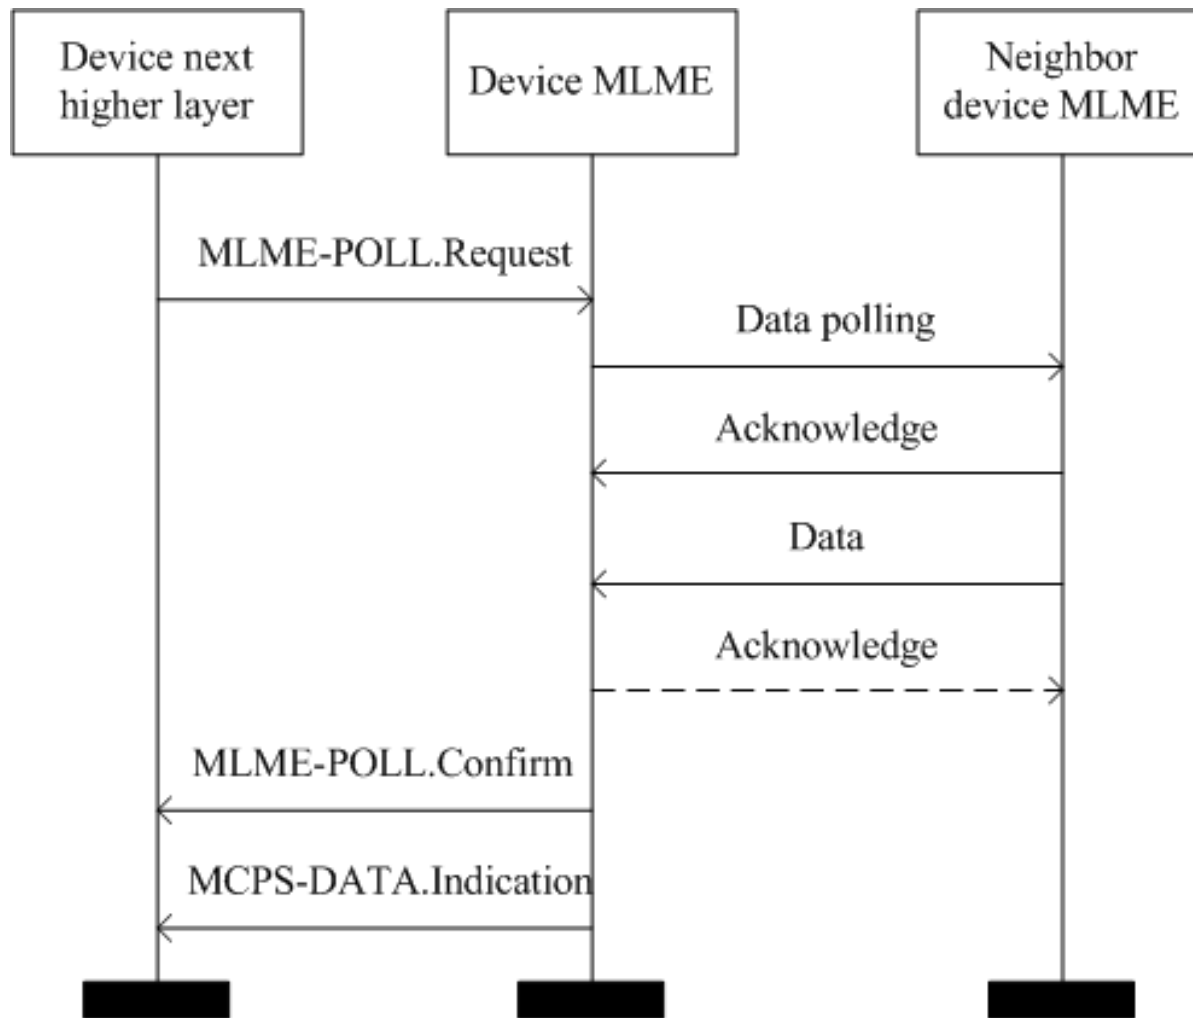 Device next
higher layer
Device MLME
Neighbor
device MLME
MLME-POLL.Request
Data polling
Acknowledge
Data
Acknowledge
MLME-POLL.Confirm
MCPS-DATA.Indication